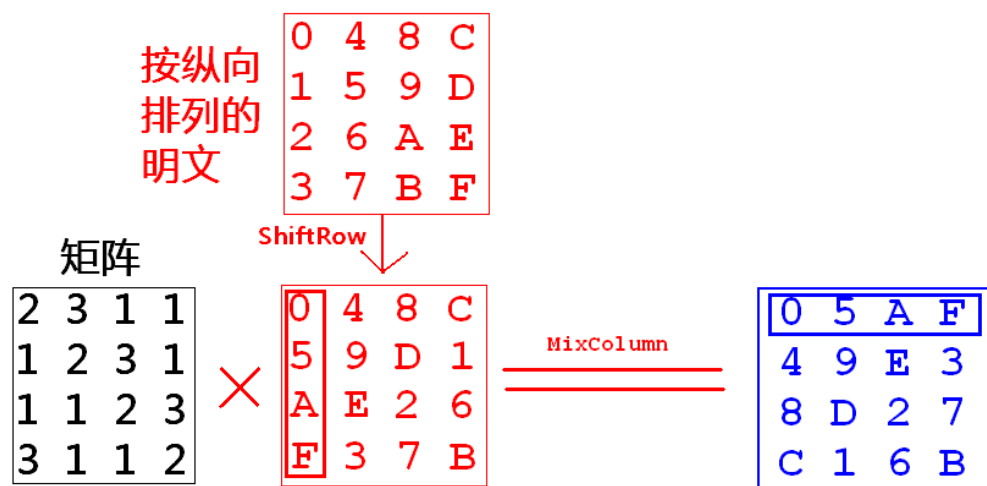 按纵向
排列的
明文
0 4 8 C
1 5 9 D
2 6 A E
3 7 B F
ShiftRow
矩阵
2 3 1 1
1 2 3 1
1 1 2 3
3 1 1 2
×
0 4 8 C
5 9 D 1
A E 2 6
F 3 7 B
MixColumn
0 5 A F
4 9 E 3
8 D 2 7
C 1 6 B